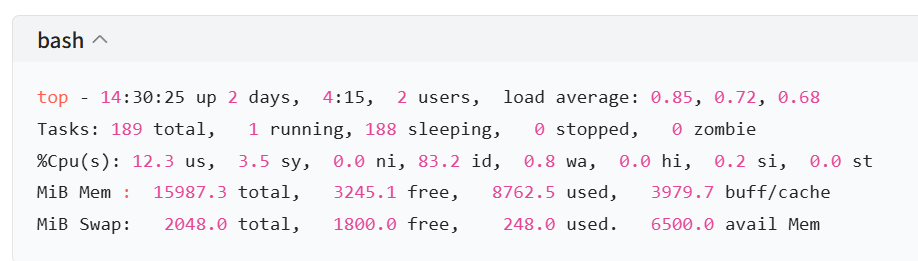 bash
top - 14:30:25 up 2 days,  4:15,  2 users,  load average: 0.85, 0.72, 0.68
Tasks: 189 total,   1 running, 188 sleeping,   0 stopped,   0 zombie
%Cpu(s): 12.3 us,  3.5 sy,  0.0 ni, 83.2 id,  0.8 wa,  0.0 hi,  0.2 si,  0.0 st
MiB Mem :  15987.3 total,   3245.1 free,   8762.5 used,   3979.7 buff/cache
MiB Swap:   2048.0 total,   1800.0 free,    248.0 used.   6500.0 avail Mem